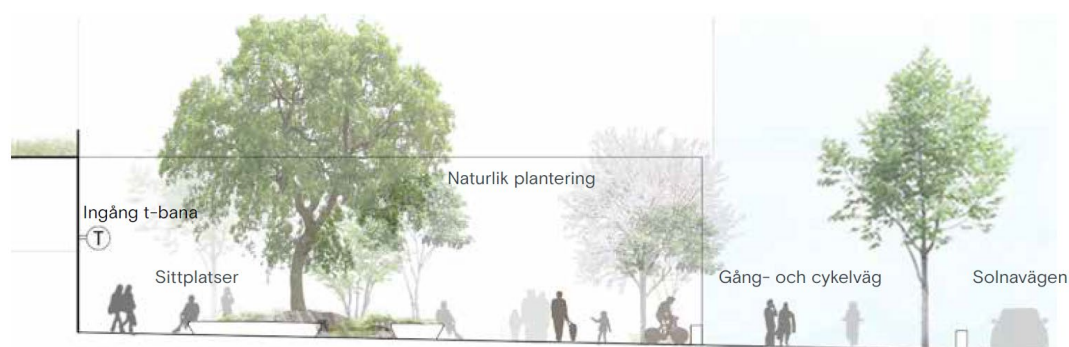 Naturlik plantering
Ingång t-bana
T
Sittplatser
Gång- och cykelväg
Solnavägen